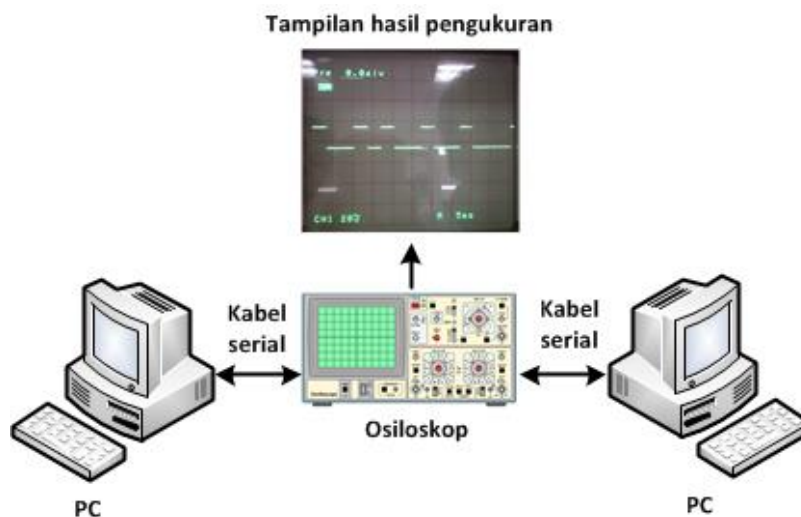 Tampilan hasil pengukuran
Kabel
serial
Kabel
serial
Osiloskop
PC
PC